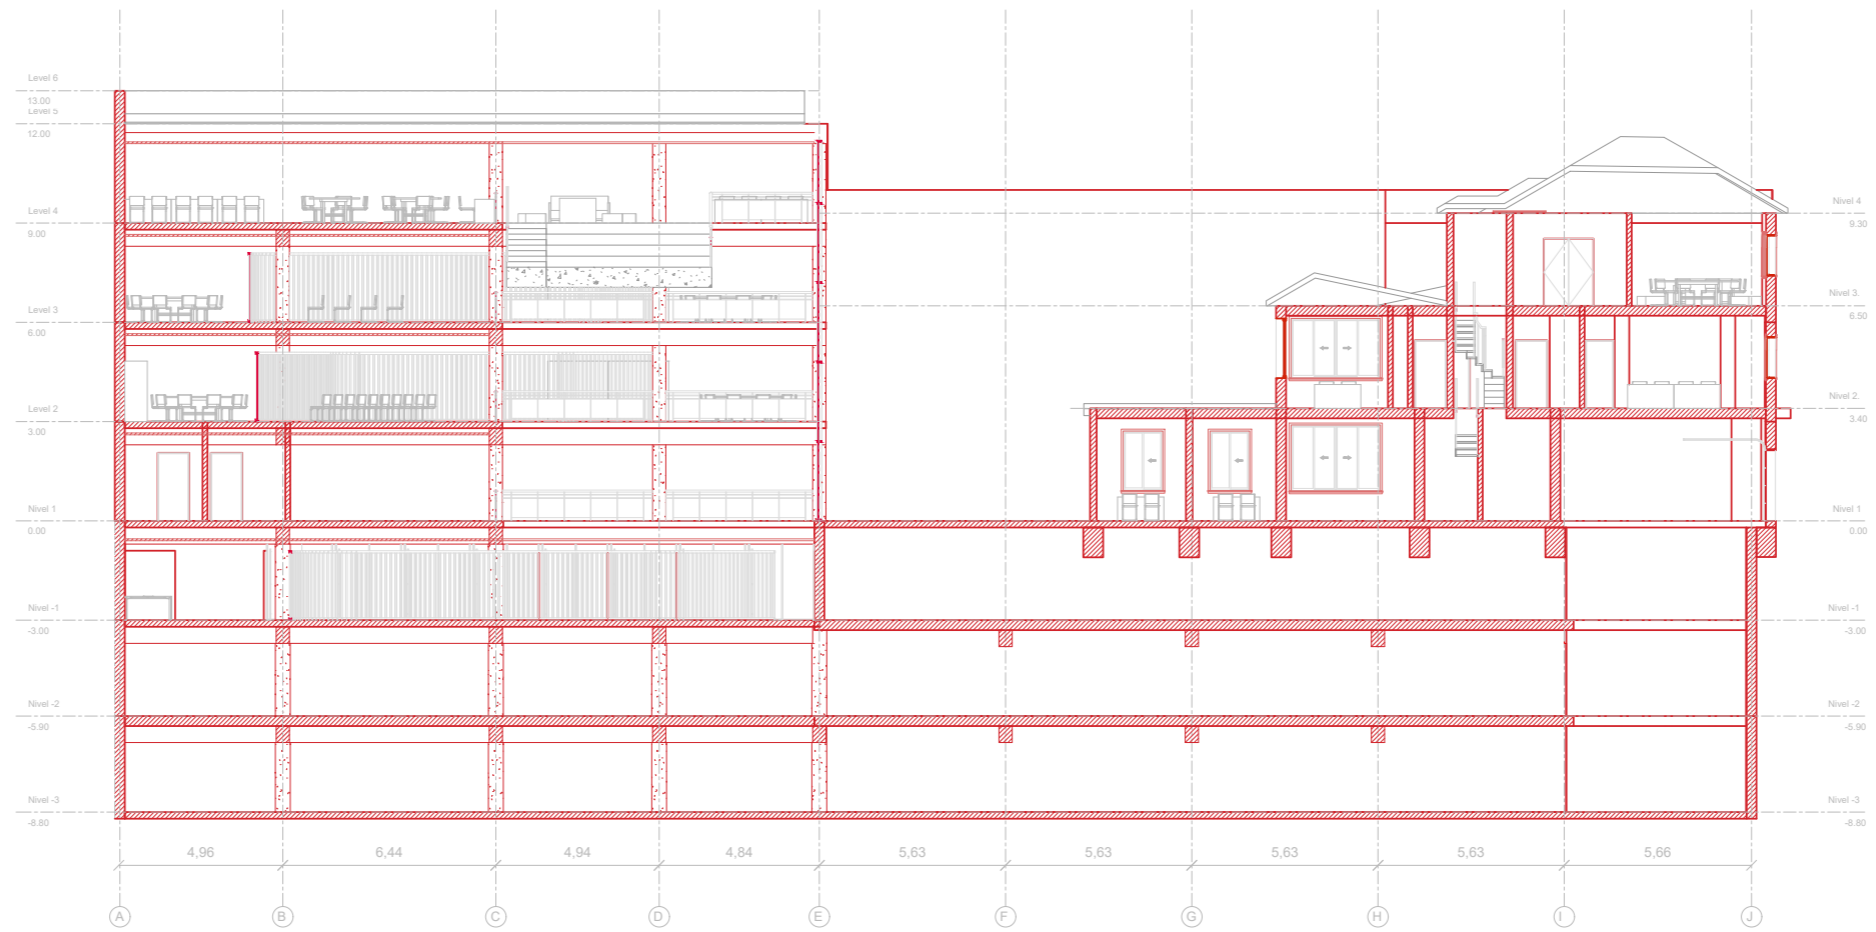 Level 6
13.00
Level 5
12.00
Level 4
9.00
Level 3
6.00
Level 2
3.00
Nivel 1
0.00
Nivel -1
-3.00
Nivel -2
-5.90
Nivel -3
-8.80
Nivel 4
9.30
Nivel 3.
6.50
Nivel 2.
3.40
Nivel 1
0.00
Nivel -1
-3.00
Nivel -2
-5.90
Nivel -3
-8.80
4,96 6,44 4,94 4,84 5,63 5,63 5,63 5,63 5,66
A B C D E F G H I J